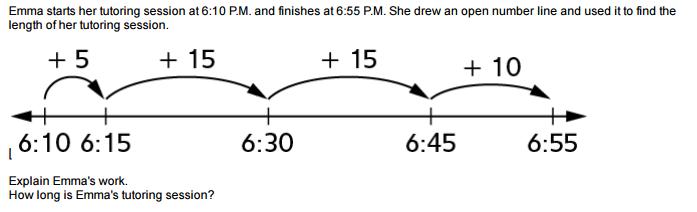 Emma starts her tutoring session at 6:10 P.M. and finishes at 6:55 P.M. She drew an open number line and used it to find the
length of her tutoring session.
+ 5 + 15 + 15 + 10
6:10 6:15 6:30 6:45 6:55
Explain Emma's work.
How long is Emma's tutoring session?